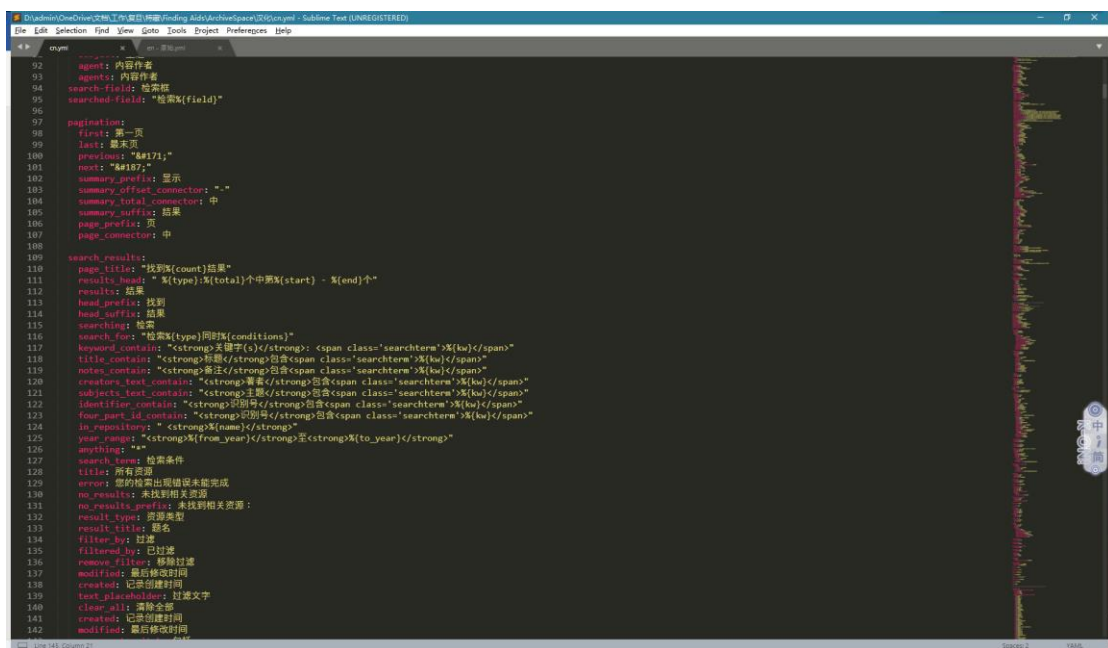 D:\admin\OneDrive\文档\工作\复旦\特藏\Finding Aids\ArchiveSpace\汉化\cn.yml - Sublime Text (UNREGISTERED)
File Edit Selection Find View Goto Tools Project Preferences Help
cn.yml
en - 原始.yml
92 agent: 内容作者
93 agents: 内容作者
94 search-field: 检索框
95 searched-field: "检索%{field}"
96
97 pagination:
98 first: 第一页
99 last: 最末页
100 previous: "&#171;"
101 next: "&#187;"
102 summary_prefix: 显示
103 summary_offset_connector: "-"
104 summary_total_connector: 中
105 summary_suffix: 结果
106 page_prefix: 页
107 page_connector: 中
108
109 search_results:
110 page_title: "找到%{count}结果"
111 results_head: " %{type}:%{total}个中第%{start} - %{end}个"
112 results: 结果
113 head_prefix: 找到
114 head_suffix: 结果
115 searching: 检索
116 search_for: "检索%{type}同时%{conditions}"
117 keyword_contain: "<strong>关键字(s)</strong>: <span class='searchterm'>%{kw}</span>"
118 title_contain: "<strong>标题</strong>包含<span class='searchterm'>%{kw}</span>"
119 notes_contain: "<strong>备注</strong>包含<span class='searchterm'>%{kw}</span>"
120 creators_text_contain: "<strong>著者</strong>包含<span class='searchterm'>%{kw}</span>"
121 subjects_text_contain: "<strong>主题</strong>包含<span class='searchterm'>%{kw}</span>"
122 identifier_contain: "<strong>识别号</strong>包含<span class='searchterm'>%{kw}</span>"
123 four_part_id_contain: "<strong>识别号</strong>包含<span class='searchterm'>%{kw}</span>"
124 in_repository: " <strong>%{name}</strong>"
125 year_range: "<strong>%{from_year}</strong>至<strong>%{to_year}</strong>"
126 anything: "*"
127 search_term: 检索条件
128 title: 所有资源
129 error: 您的检索出现错误未能完成
130 no_results: 未找到相关资源
131 no_results_prefix: 未找到相关资源：
132 result_type: 资源类型
133 result_title: 题名
134 filter_by: 过滤
135 filtered_by: 已过滤
136 remove_filter: 移除过滤
137 modified: 最后修改时间
138 created: 记录创建时间
139 text_placeholder: 过滤文字
140 clear_all: 清除全部
141 created: 记录创建时间
142 modified: 最后修改时间
中
简
Spaces: 2 YAML